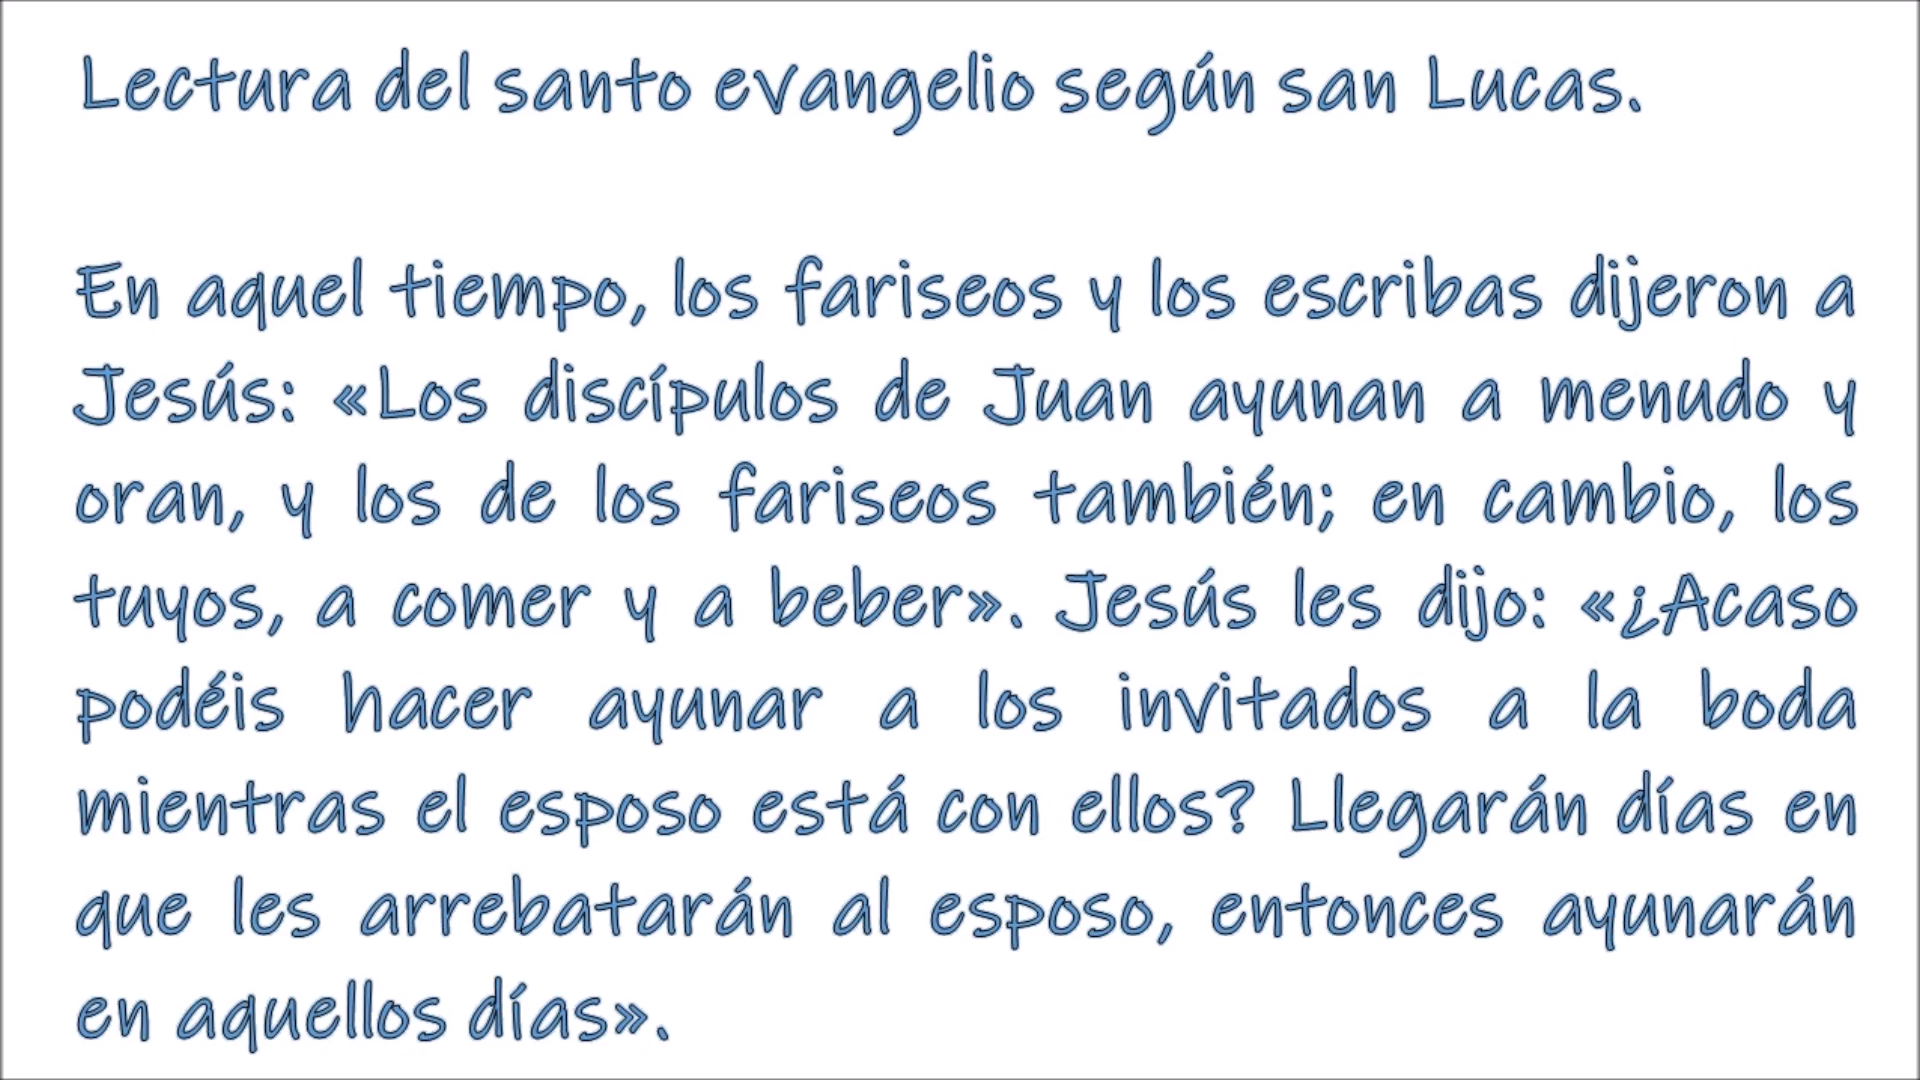 Lectura del santo evangelio según san Lucas.
En aquel tiempo, los fariseos y los escribas dijeron a
Jesús: «Los discípulos de Juan ayunan a menudo y
oran, y los de los fariseos también; en cambio, los
tuyos, a comer y a beber». Jesús les dijo: «¿Acaso
podéis hacer ayunar a los invitados a la boda
mientras el esposo está con ellos? Llegarán días en
que les arrebatarán al esposo, entonces ayunarán
en aquellos días».